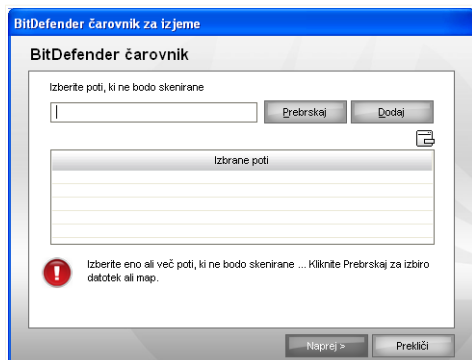 BitDefender čarovnik za izjeme
BitDefender čarovnik
Izberite poti, ki ne bodo skenirane
Prebrskaj
Dodaj
Izbrane poti
Izberite eno ali več poti, ki ne bodo skenirane ... Kliknite Prebrskaj za izbiro
datotek ali map.
Naprej >
Prekliči